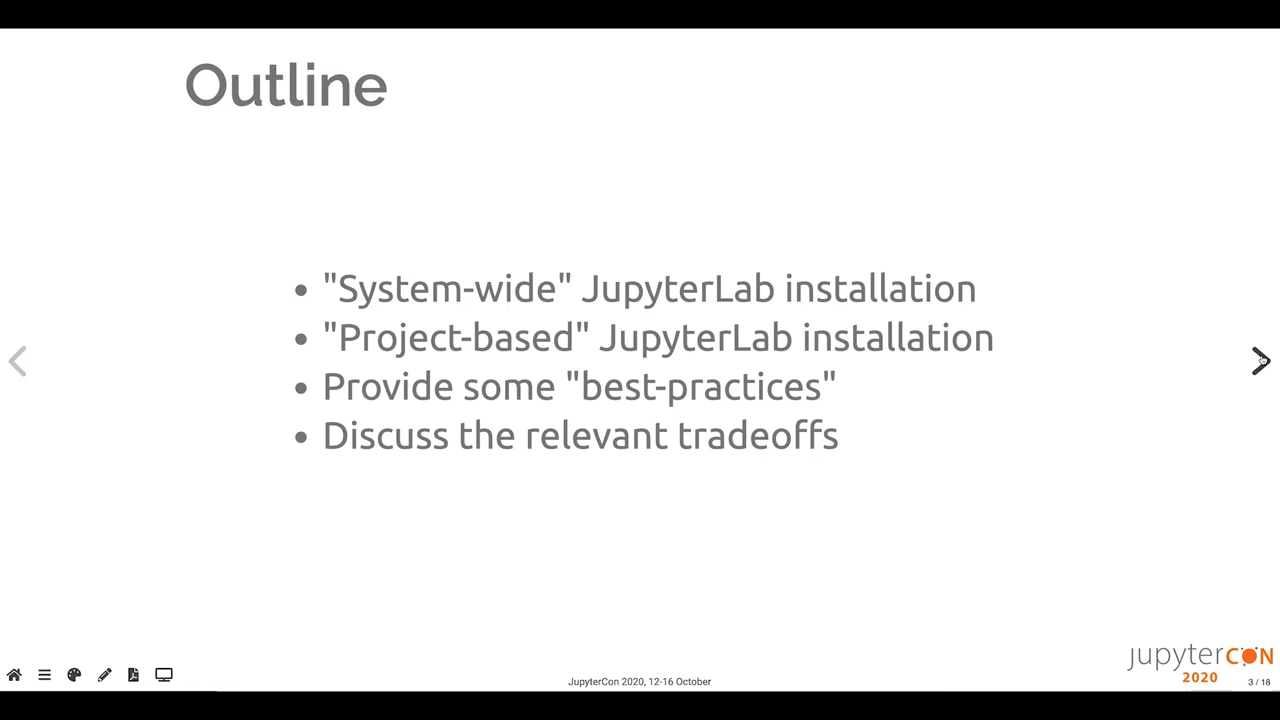 Outline
• "System-wide" JupyterLab installation
• "Project-based" JupyterLab installation
• Provide some "best-practices"
• Discuss the relevant tradeoffs
jupytercon
2020
JupyterCon 2020, 12-16 October
3 / 18